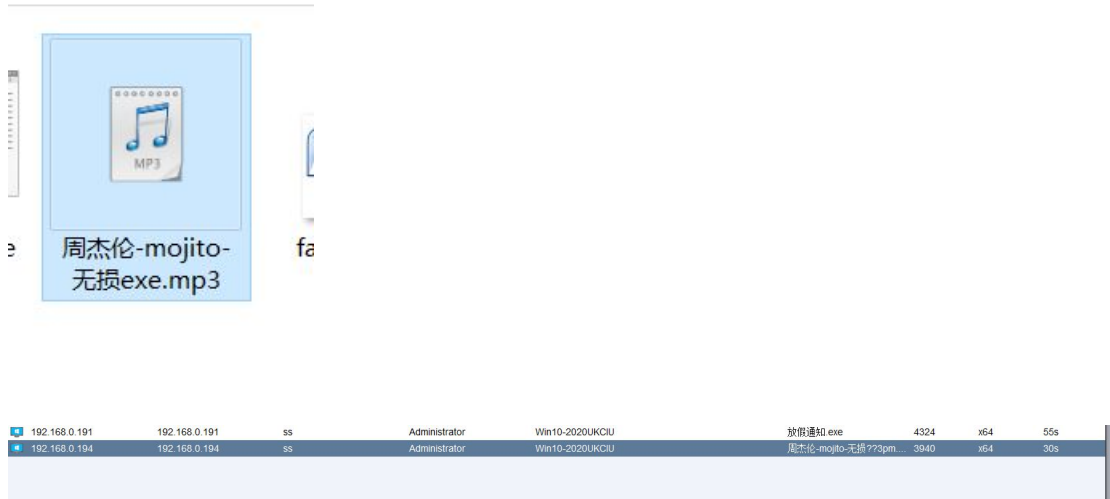 MP3
e
周杰伦-mojito-
无损exe.mp3
fa
192.168.0.191 192.168.0.191 ss Administrator Win10-2020UKCIU 放假通知.exe 4324 x64 55s
192.168.0.194 192.168.0.194 ss Administrator Win10-2020UKCIU 周杰伦-mojito-无损??3pm.... 3940 x64 30s